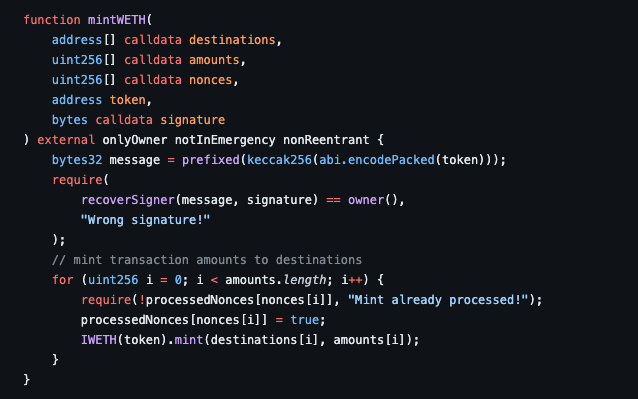 function mintWETH(
    address[] calldata destinations,
    uint256[] calldata amounts,
    uint256[] calldata nonces,
    address token,
    bytes calldata signature
) external onlyOwner notInEmergency nonReentrant {
    bytes32 message = prefixed(keccak256(abi.encodePacked(token)));
    require(
        recoverSigner(message, signature) == owner(),
        "Wrong signature!"
    );
    // mint transaction amounts to destinations
    for (uint256 i = 0; i < amounts.length; i++) {
        require(!processedNonces[nonces[i]], "Mint already processed!");
        processedNonces[nonces[i]] = true;
        IWETH(token).mint(destinations[i], amounts[i]);
    }
}